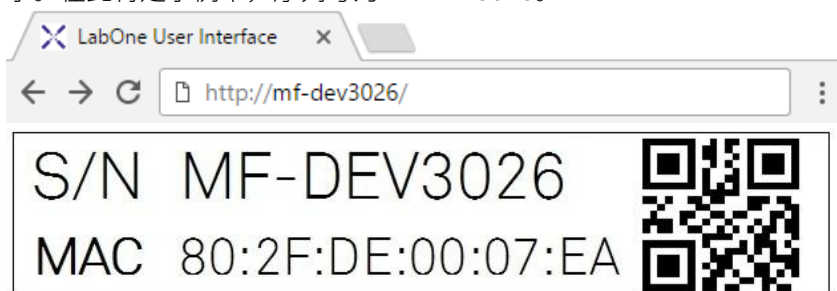 LabOne User Interface
http://mf-dev3026/
S/N MF-DEV3026
MAC 80:2F:DE:00:07:EA